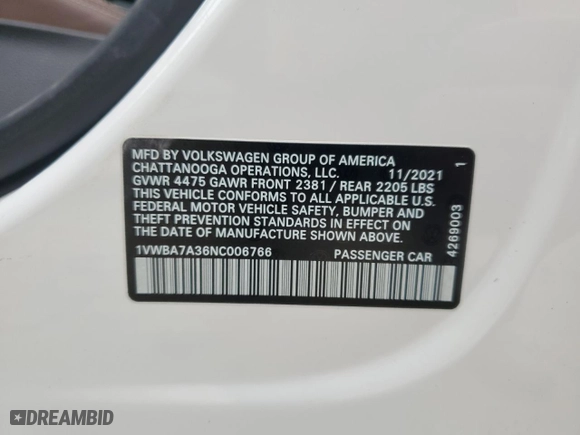 MFD BY VOLKSWAGEN GROUP OF AMERICA
CHATTANOOGA OPERATIONS, LLC. 11/2021
GVWR 4475 GAWR FRONT 2381 / REAR 2205 LBS
THIS VEHICLE CONFORMS TO ALL APPLICABLE U.S.
FEDERAL MOTOR VEHICLE SAFETY, BUMPER AND
THEFT PREVENTION STANDARDS IN EFFECT ON
THE DATE OF MANUFACTURE SHOWN ABOVE.
1VWBA7A36NC006766 PASSENGER CAR
4269003 1
DREAMBID